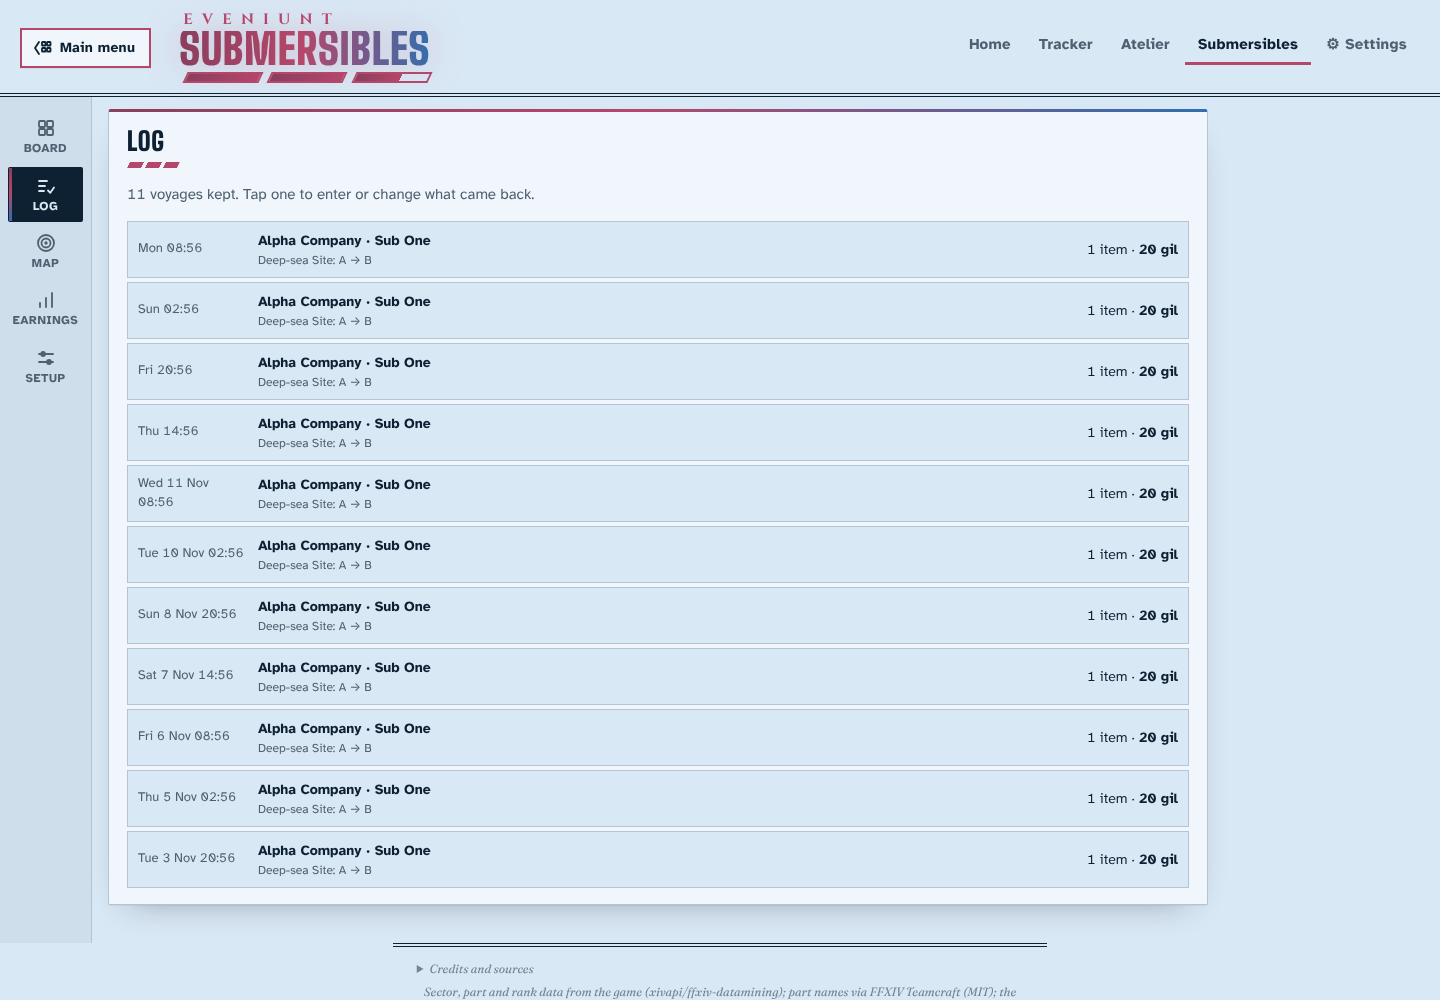 Main menu
EVENIUNT
SUBMERSIBLES
Home
Tracker
Atelier
Submersibles
⚙ Settings
BOARD
LOG
MAP
EARNINGS
SETUP
LOG
11 voyages kept. Tap one to enter or change what came back.
Mon 08:56
Alpha Company · Sub One
Deep-sea Site: A → B
1 item · 20 gil
Sun 02:56
Alpha Company · Sub One
Deep-sea Site: A → B
1 item · 20 gil
Fri 20:56
Alpha Company · Sub One
Deep-sea Site: A → B
1 item · 20 gil
Thu 14:56
Alpha Company · Sub One
Deep-sea Site: A → B
1 item · 20 gil
Wed 11 Nov
08:56
Alpha Company · Sub One
Deep-sea Site: A → B
1 item · 20 gil
Tue 10 Nov 02:56
Alpha Company · Sub One
Deep-sea Site: A → B
1 item · 20 gil
Sun 8 Nov 20:56
Alpha Company · Sub One
Deep-sea Site: A → B
1 item · 20 gil
Sat 7 Nov 14:56
Alpha Company · Sub One
Deep-sea Site: A → B
1 item · 20 gil
Fri 6 Nov 08:56
Alpha Company · Sub One
Deep-sea Site: A → B
1 item · 20 gil
Thu 5 Nov 02:56
Alpha Company · Sub One
Deep-sea Site: A → B
1 item · 20 gil
Tue 3 Nov 20:56
Alpha Company · Sub One
Deep-sea Site: A → B
1 item · 20 gil
▶ Credits and sources
Sector, part and rank data from the game (xivapi/ffxiv-datamining); part names via FFXIV Teamcraft (MIT); the